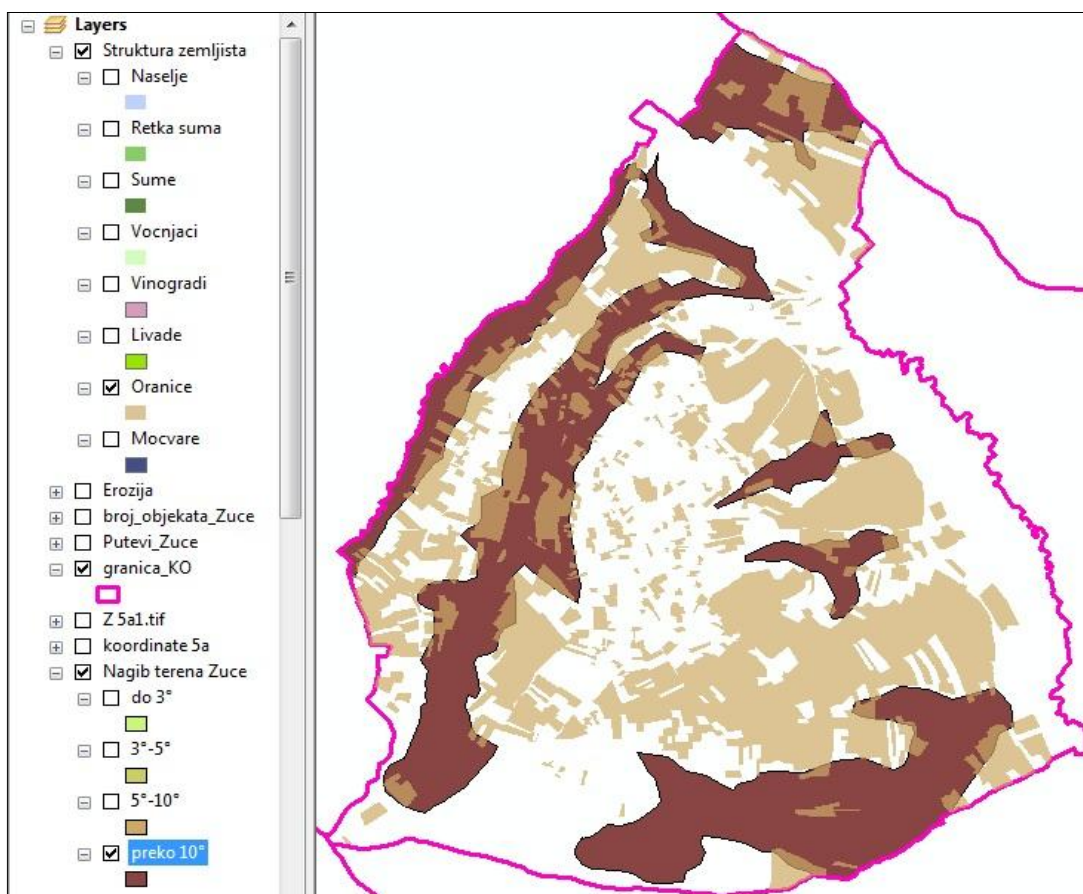 Layers
Struktura zemljista
Naselje
Retka suma
Sume
Vocnjaci
Vinogradi
Livade
Oranice
Mocvare
Erozija
broj_objekata_Zuce
Putevi_Zuce
granica_KO
Z 5a1.tif
koordinate 5a
Nagib terena Zuce
do 3°
3°-5°
5°-10°
preko 10°